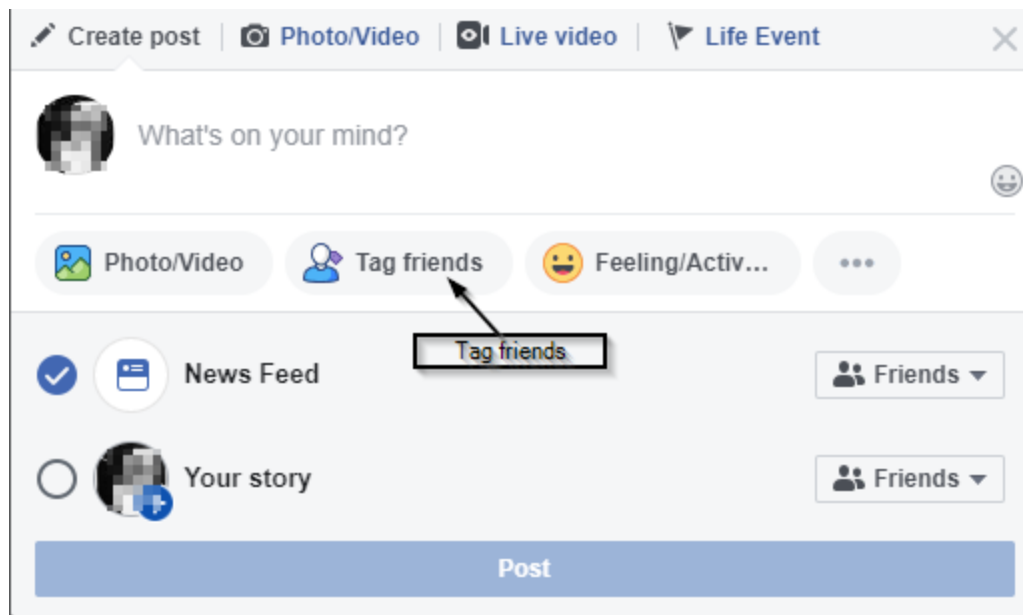 Create post Photo/Video Live video Life Event
What's on your mind?
Photo/Video Tag friends Feeling/Activ...
Tag friends
News Feed Friends
Your story Friends
Post